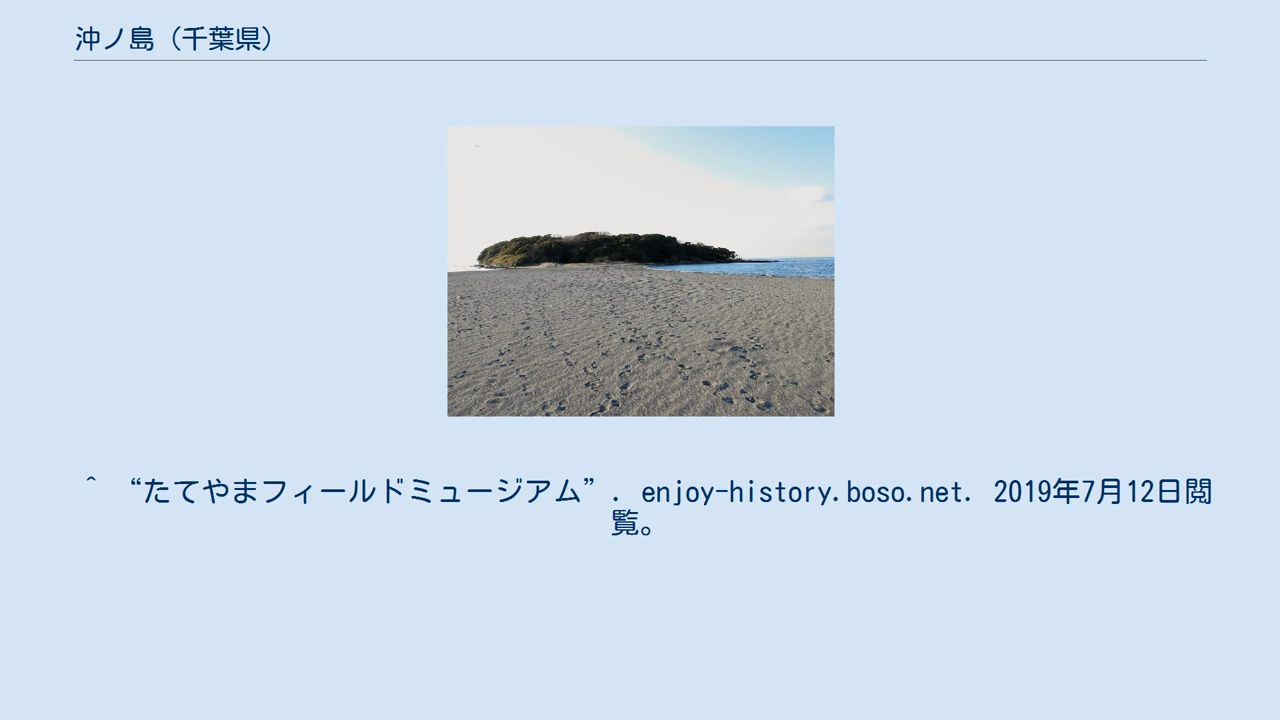 沖ノ島（千葉県）
^ “たてやまフィールドミュージアム”. enjoy-history.boso.net. 2019年7月12日閲
覧。